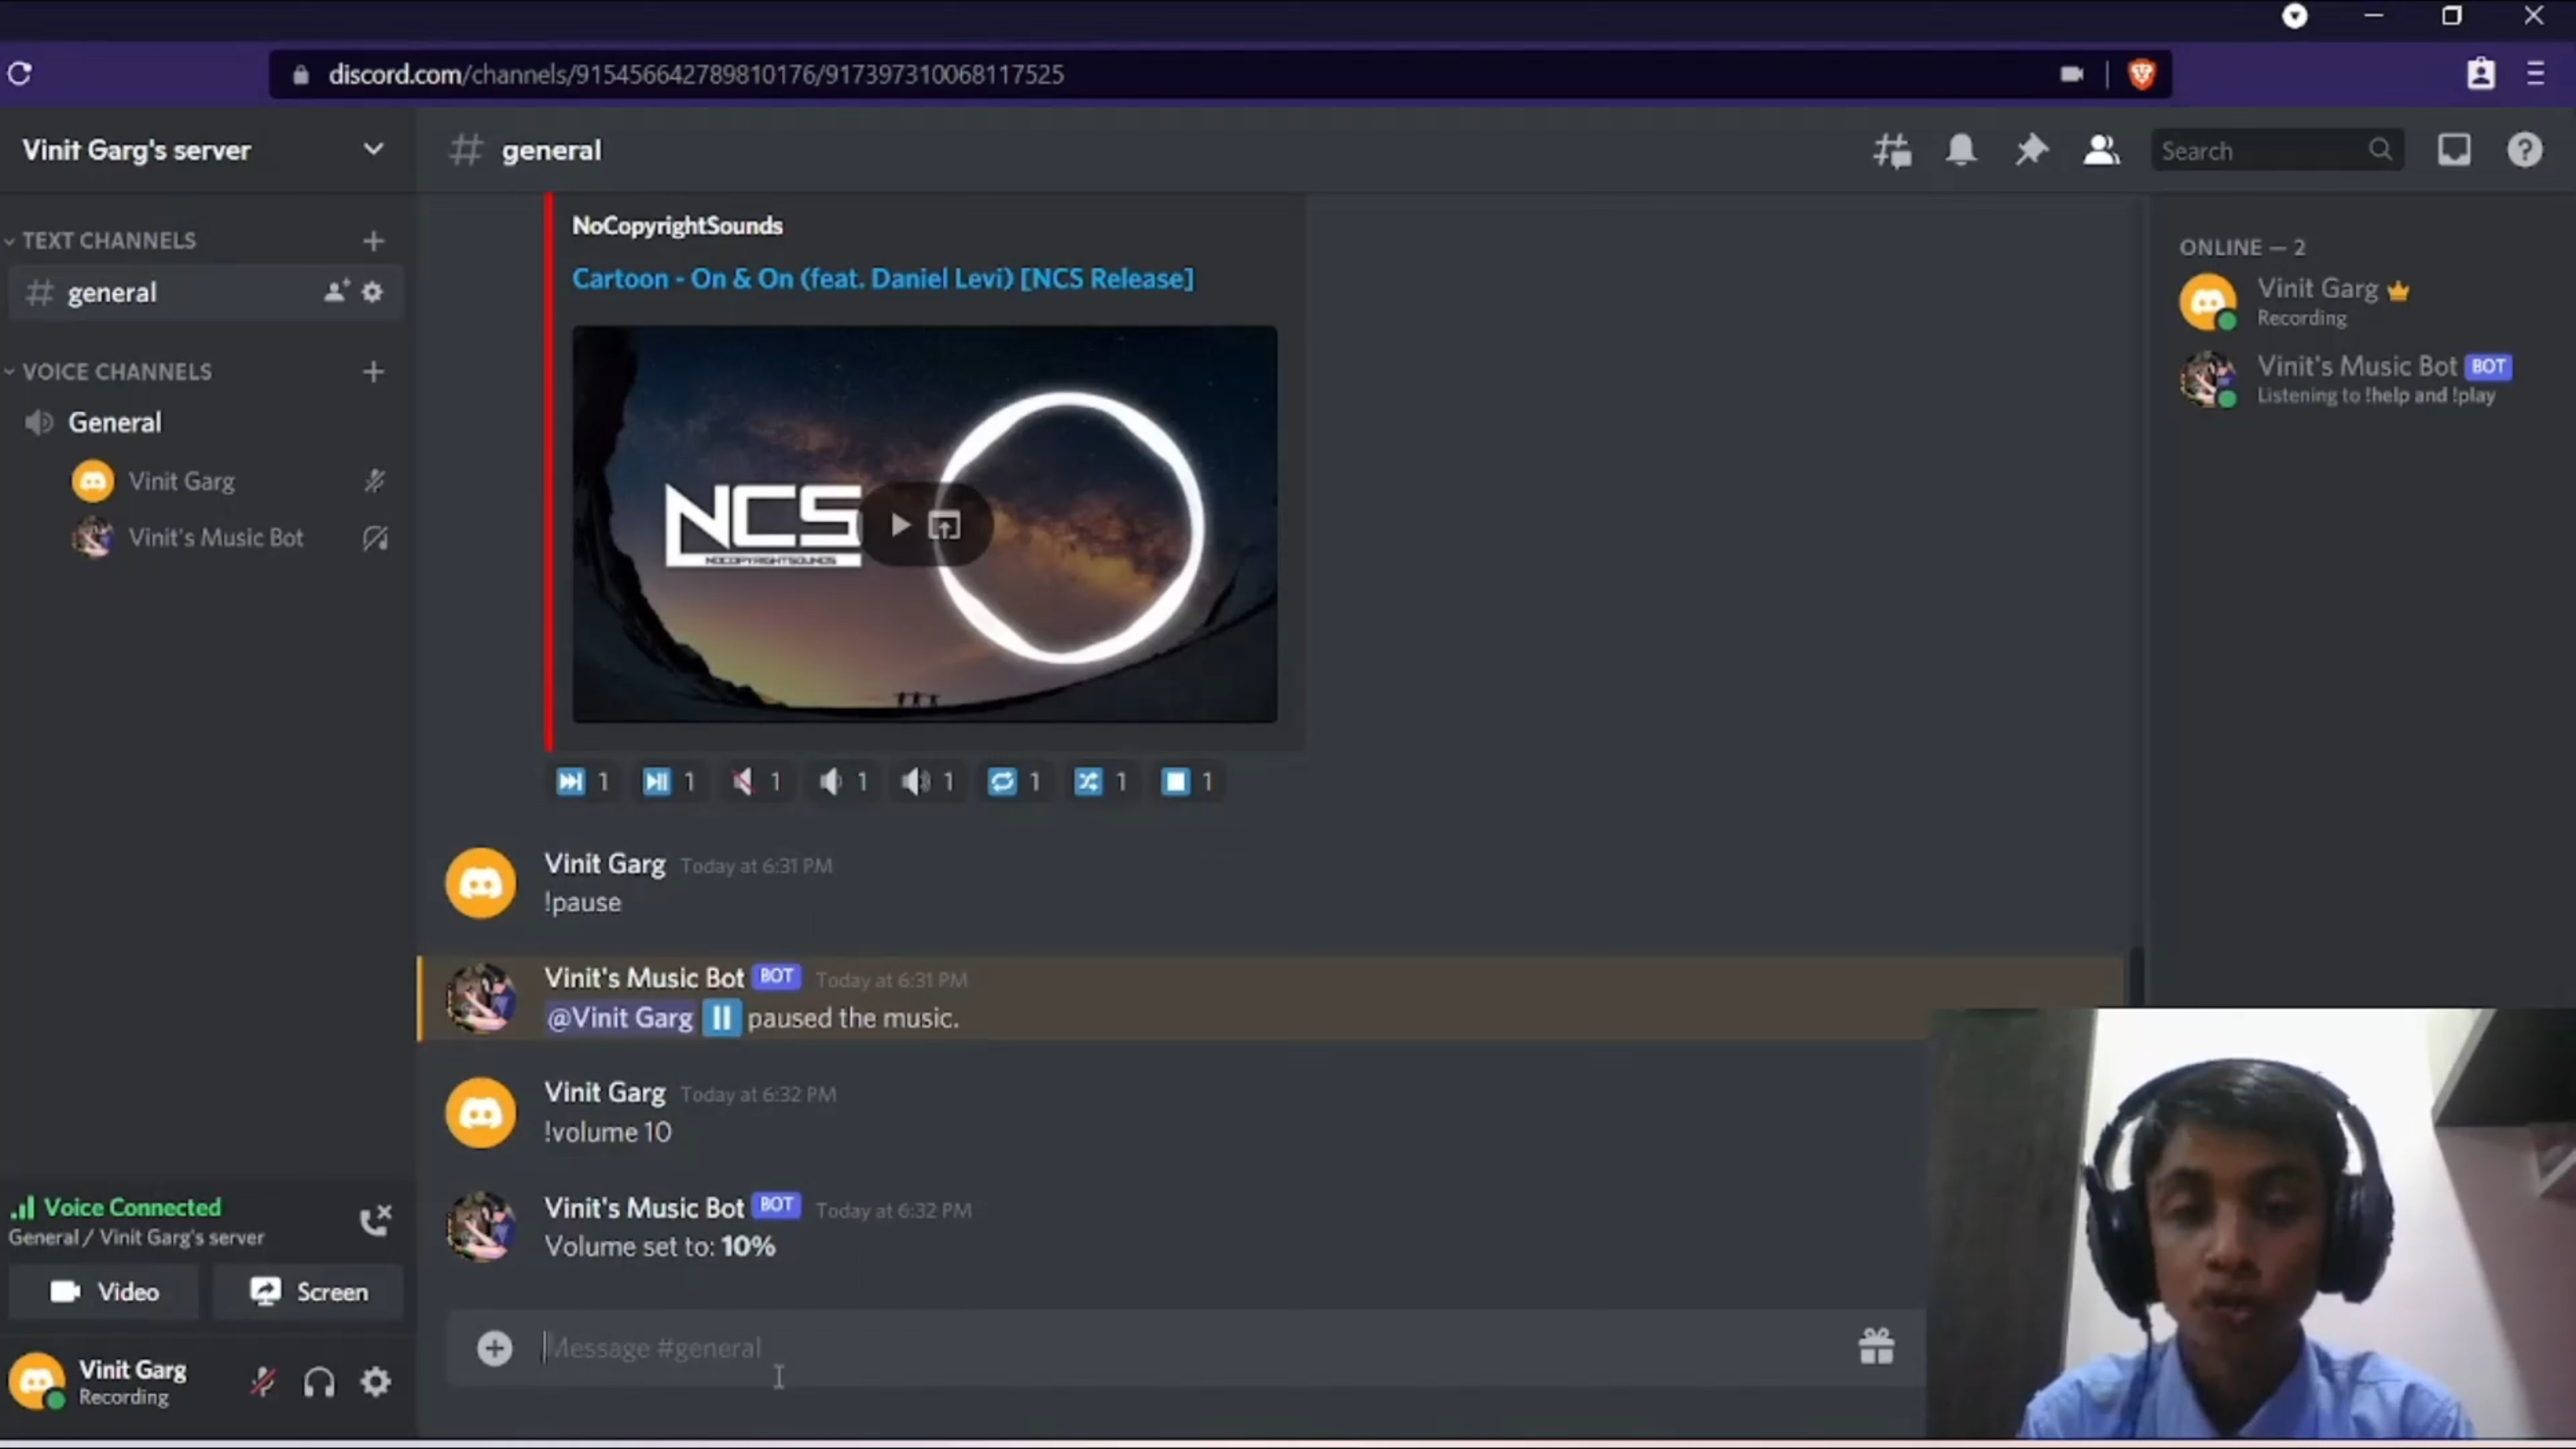 discord.com/channels/915456642789810176/917397310068117525
Vinit Garg's server
general
Search
TEXT CHANNELS
general
VOICE CHANNELS
General
Vinit Garg
Vinit's Music Bot
NoCopyrightSounds
Cartoon - On & On (feat. Daniel Levi) [NCS Release]
NCS
NOCOPYRIGHTSOUNDS
1 1 1 1 1 1 1 1
Vinit Garg Today at 6:31 PM
!pause
Vinit's Music Bot BOT Today at 6:31 PM
@Vinit Garg paused the music.
Vinit Garg Today at 6:32 PM
!volume 10
Vinit's Music Bot BOT Today at 6:32 PM
Volume set to: 10%
Message #general
ONLINE — 2
Vinit Garg
Recording
Vinit's Music Bot BOT
Listening to !help and !play
Voice Connected
General / Vinit Garg's server
Video
Screen
Vinit Garg
Recording